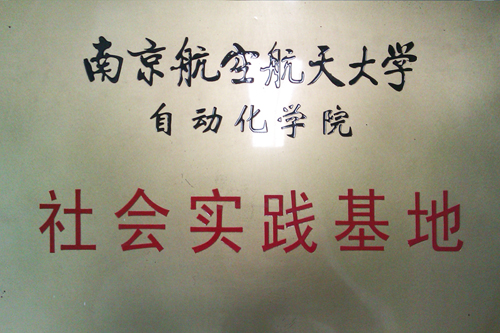 南京航空航天大学
自动化学院
社会实践基地